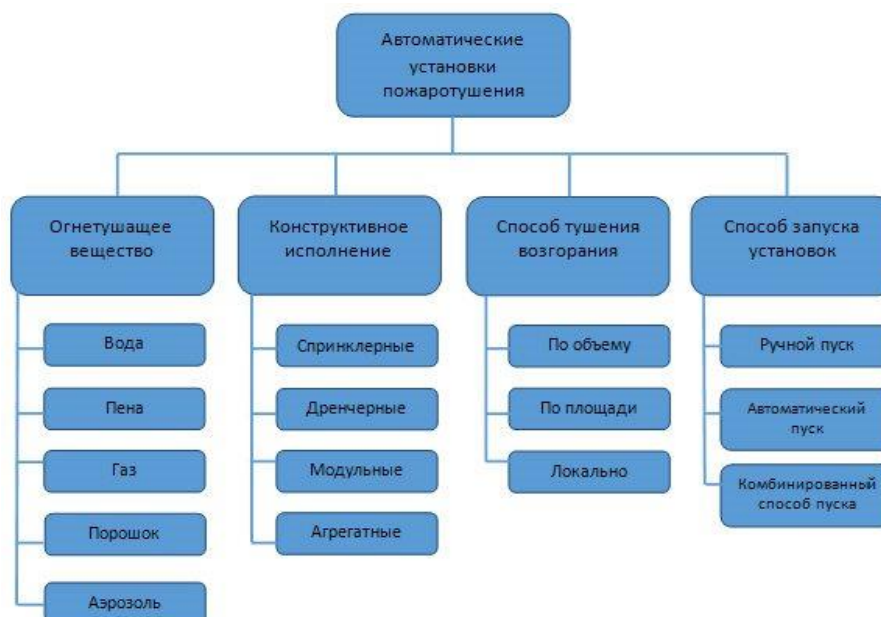 Автоматические
установки
пожаротушения
Огнетушащее
вещество
Вода
Пена
Газ
Порошок
Аэрозоль
Конструктивное
исполнение
Спринклерные
Дренчерные
Модульные
Агрегатные
Способ тушения
возгорания
По объему
По площади
Локально
Способ запуска
установок
Ручной пуск
Автоматический
пуск
Комбинированный
способ пуска